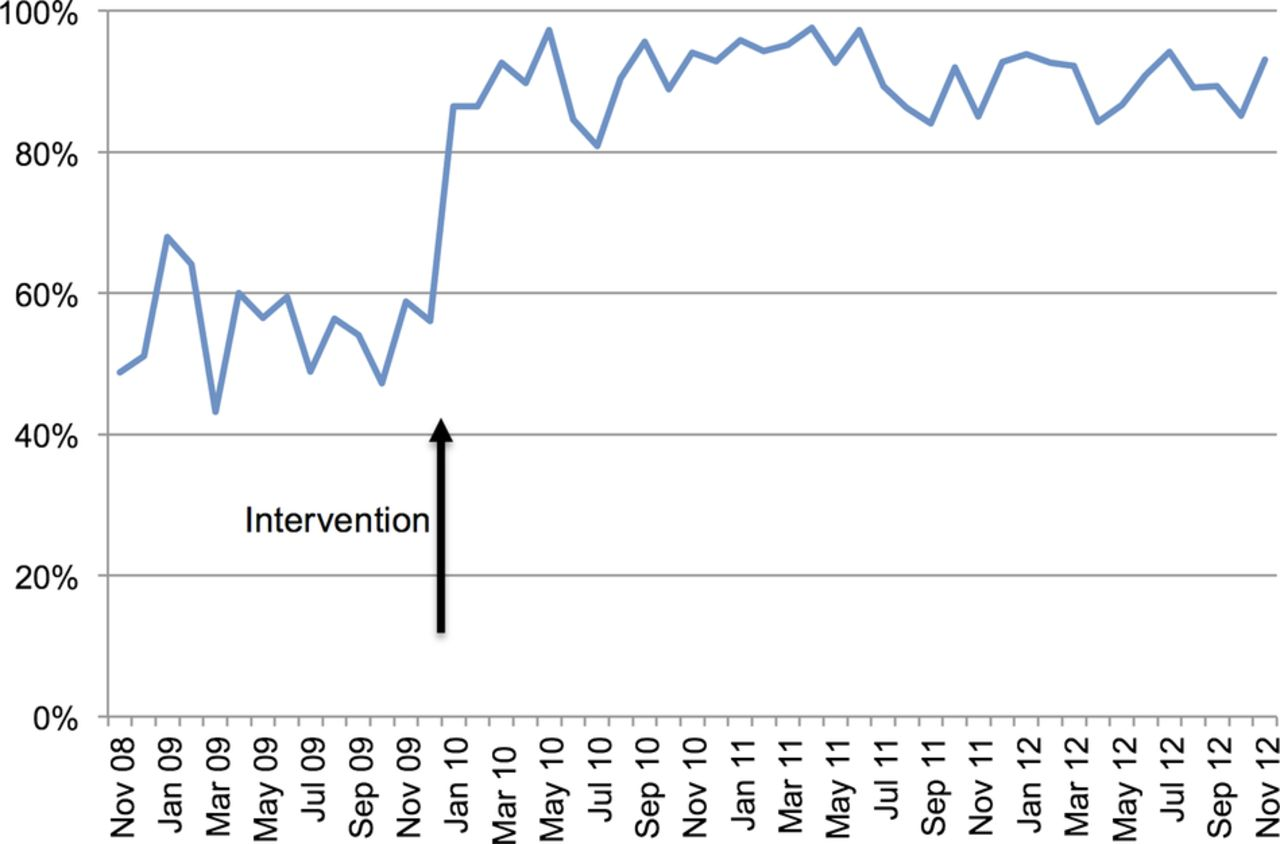 100%
80%
60%
40%
20%
0%
Intervention
Nov 08
Jan 09
Mar 09
May 09
Jul 09
Sep 09
Nov 09
Jan 10
Mar 10
May 10
Jul 10
Sep 10
Nov 10
Jan 11
Mar 11
May 11
Jul 11
Sep 11
Nov 11
Jan 12
Mar 12
May 12
Jul 12
Sep 12
Nov 12